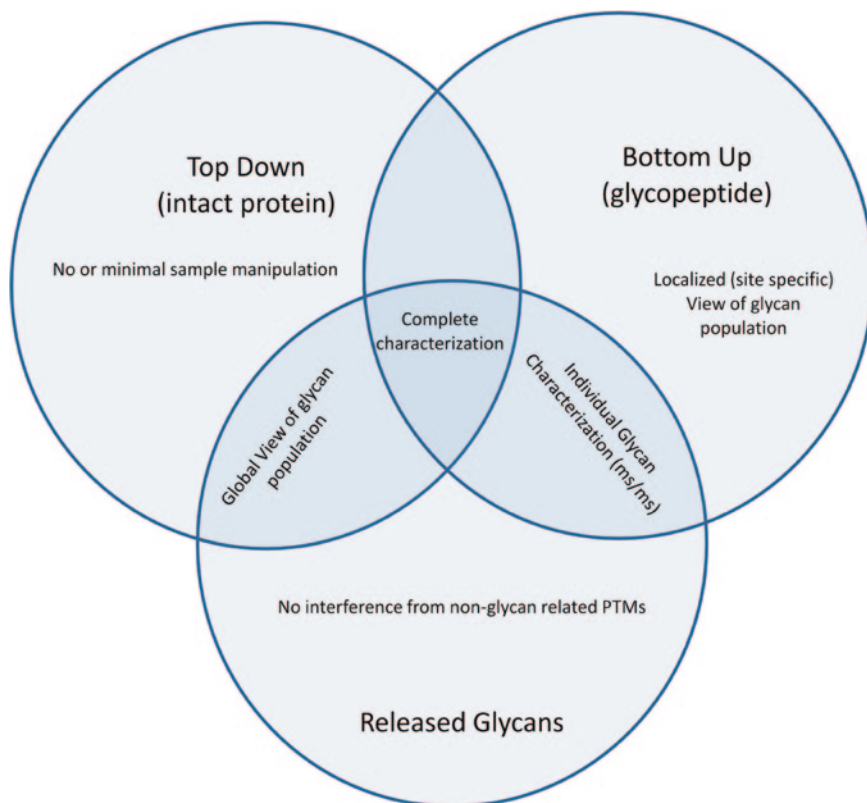 Top Down
(intact protein)
No or minimal sample manipulation
Bottom Up
(glycopeptide)
Localized (site specific)
View of glycan
population
Complete
characterization
Global View of glycan
population
Individual Glycan
Characterization (ms/ms)
No interference from non-glycan related PTMs
Released Glycans